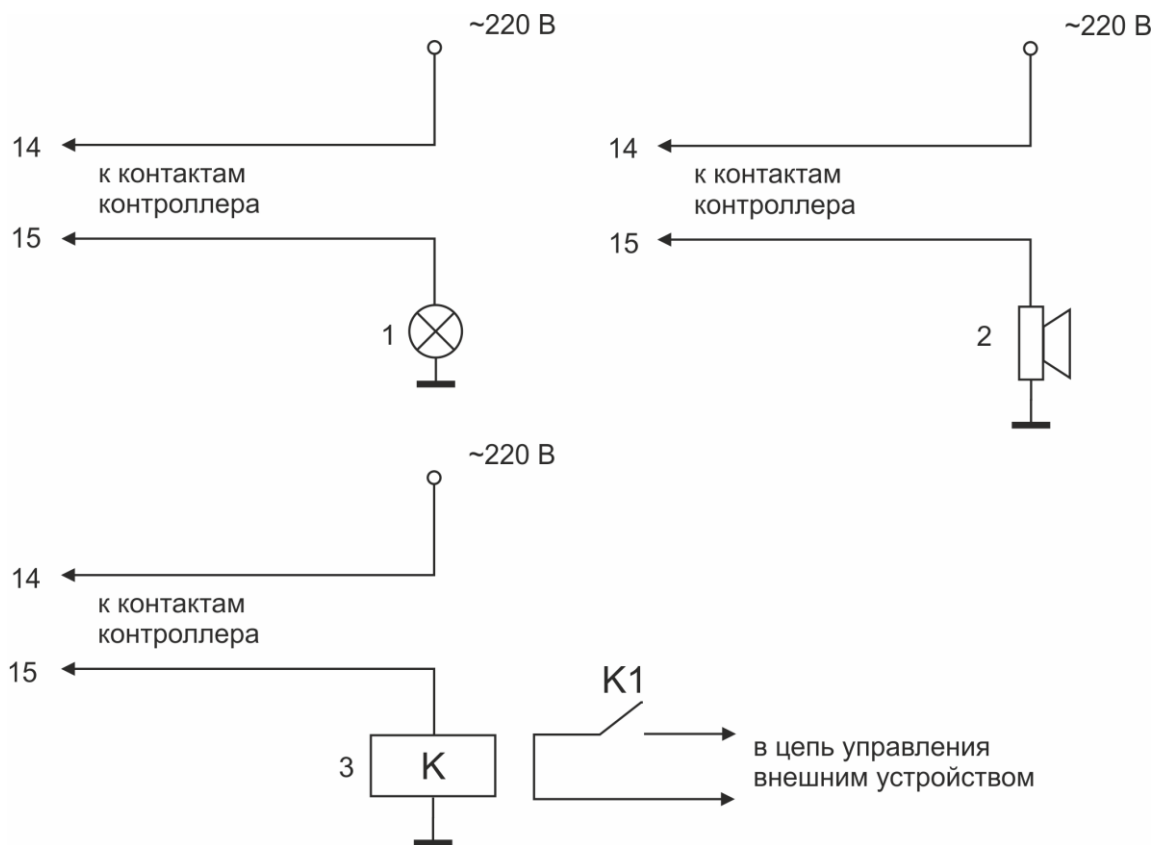 ~220 В
14
к контактам
контроллера
15
1
~220 В
14
к контактам
контроллера
15
2
~220 В
14
к контактам
контроллера
15
3
K
K1
в цепь управления
внешним устройством